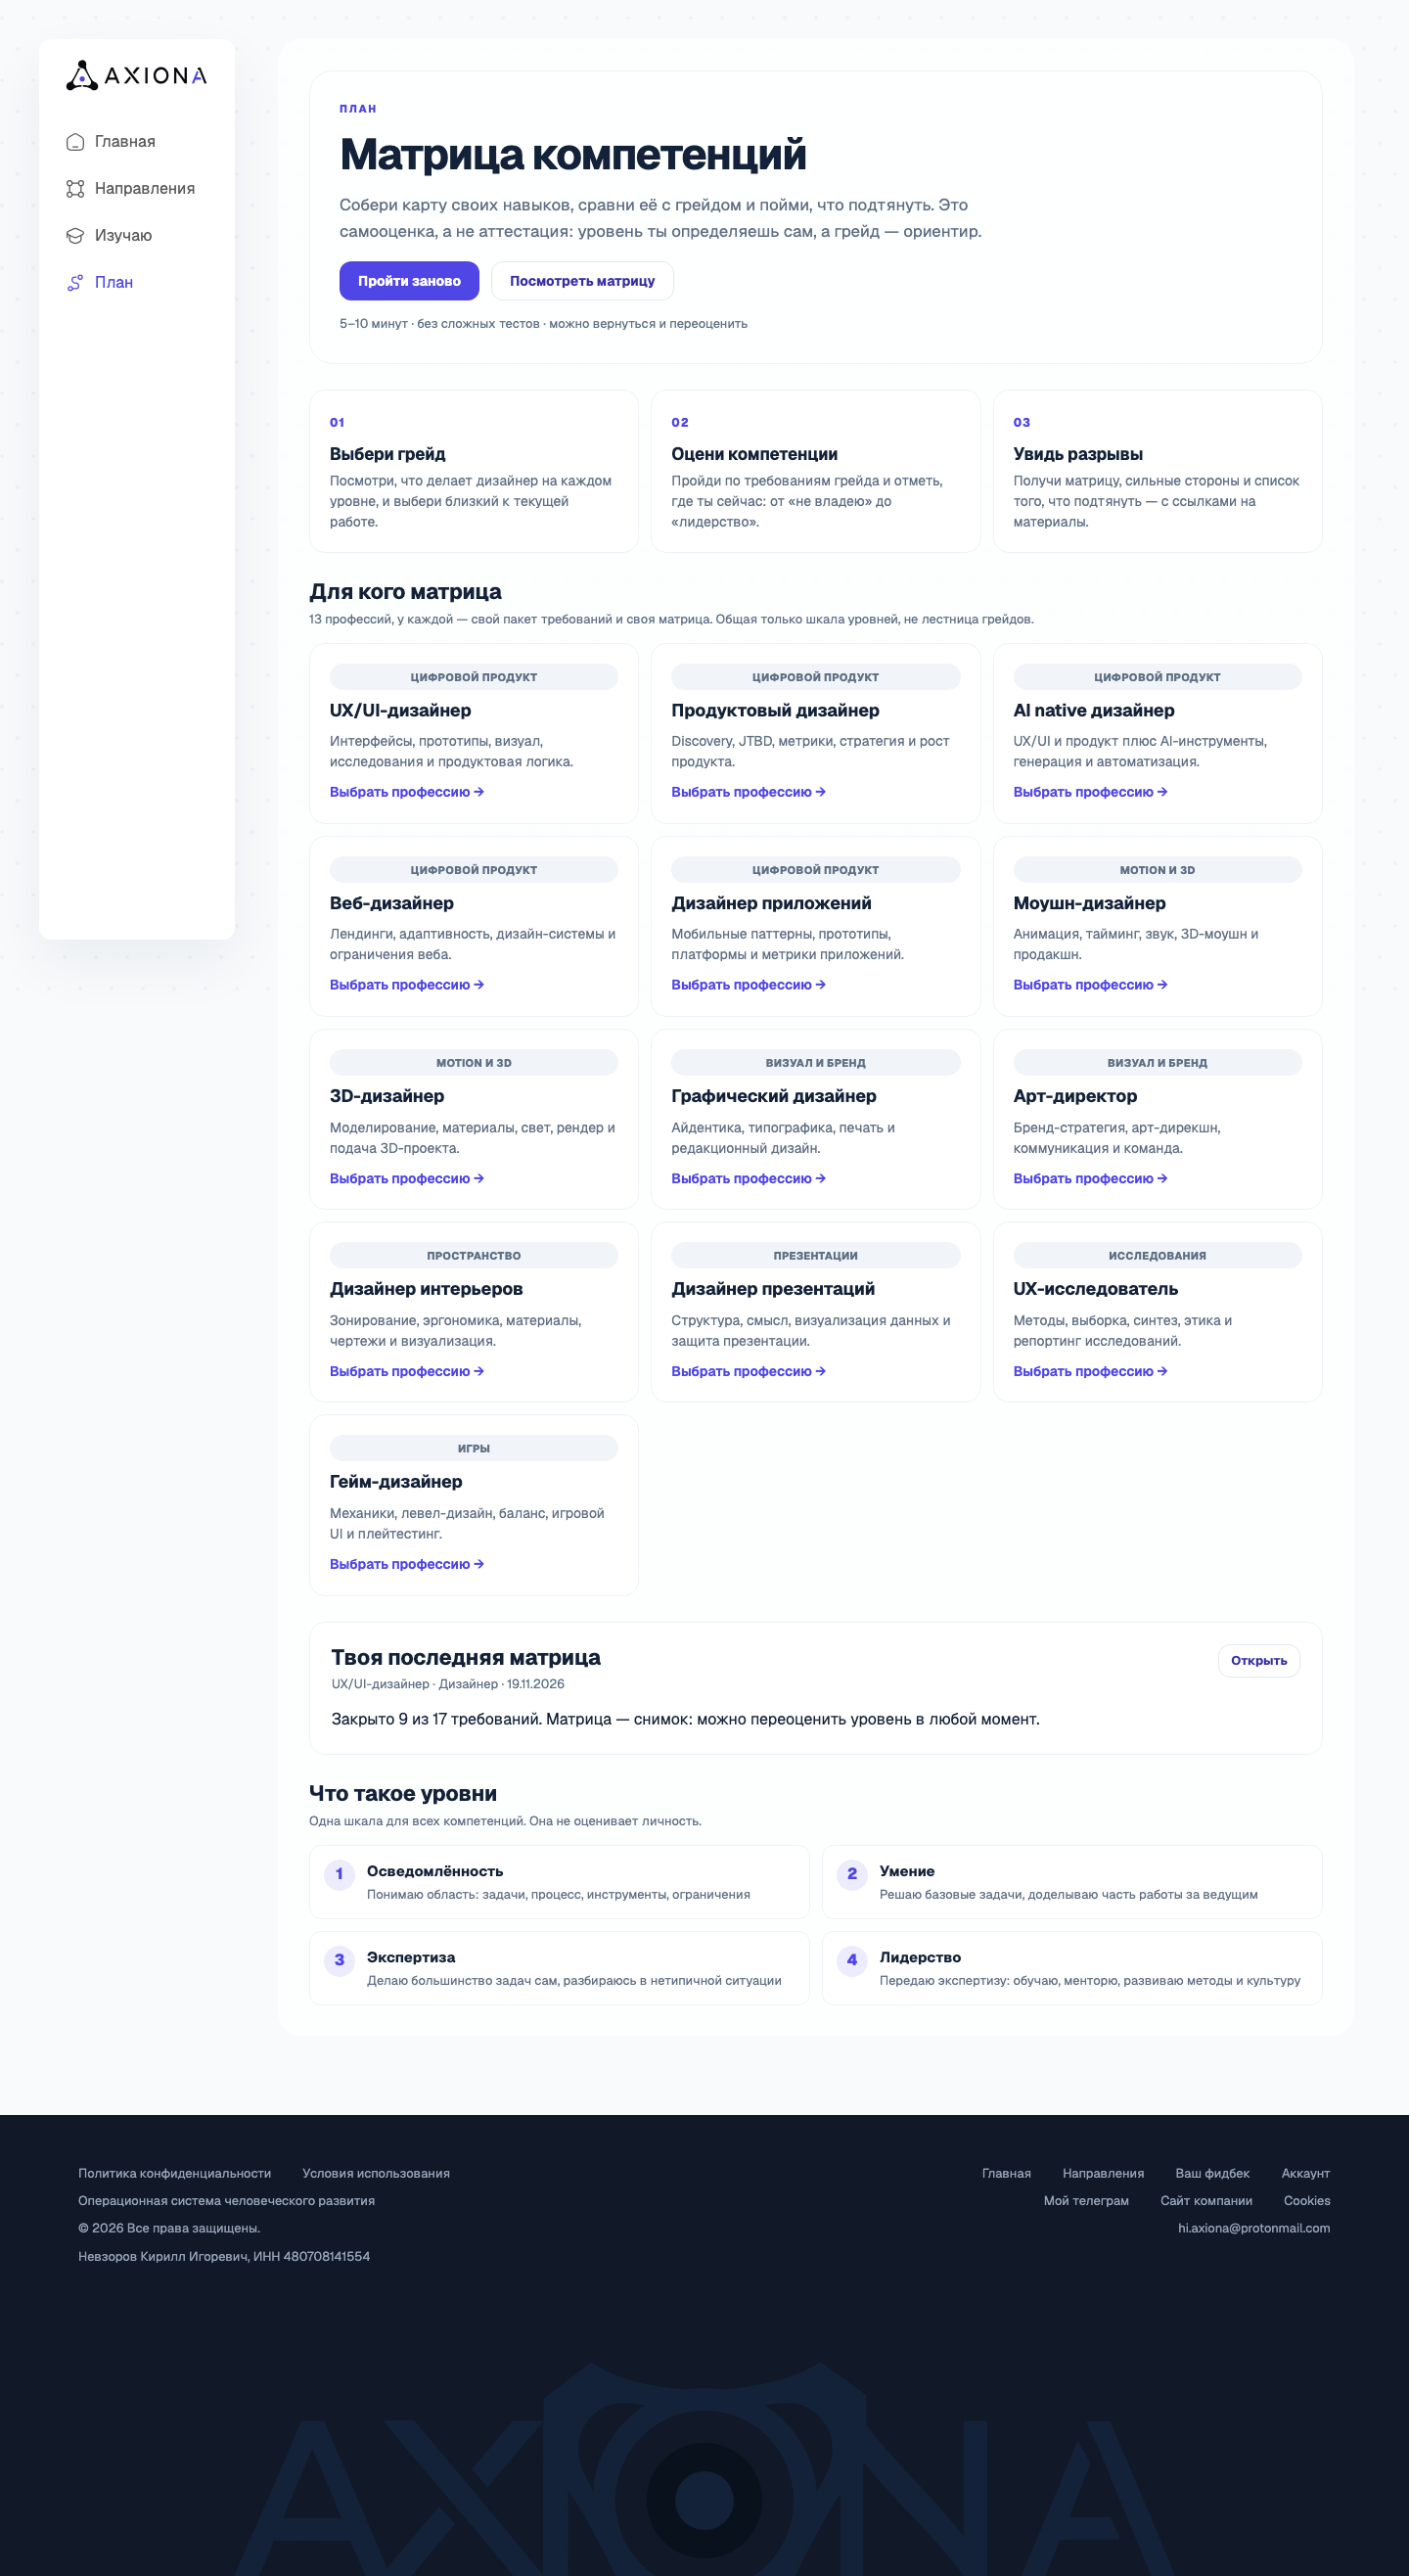 AXIONA
Главная
Направления
Изучаю
План
ПЛАН
Матрица компетенций
Собери карту своих навыков, сравни её с грейдом и пойми, что подтянуть. Это
самооценка, а не аттестация: уровень ты определяешь сам, а грейд — ориентир.
Пройти заново
Посмотреть матрицу
5–10 минут · без сложных тестов · можно вернуться и переоценить
01
Выбери грейд
Посмотри, что делает дизайнер на каждом
уровне, и выбери близкий к текущей
работе.
02
Оцени компетенции
Пройди по требованиям грейда и отметь,
где ты сейчас: от «не владею» до
«лидерство».
03
Увидь разрывы
Получи матрицу, сильные стороны и список
того, что подтянуть — с ссылками на
материалы.
Для кого матрица
13 профессий, у каждой — свой пакет требований и своя матрица. Общая только шкала уровней, не лестница грейдов.
ЦИФРОВОЙ ПРОДУКТ
UX/UI-дизайнер
Интерфейсы, прототипы, визуал,
исследования и продуктовая логика.
Выбрать профессию →
ЦИФРОВОЙ ПРОДУКТ
Продуктовый дизайнер
Discovery, JTBD, метрики, стратегия и рост
продукта.
Выбрать профессию →
ЦИФРОВОЙ ПРОДУКТ
AI native дизайнер
UX/UI и продукт плюс AI-инструменты,
генерация и автоматизация.
Выбрать профессию →
ЦИФРОВОЙ ПРОДУКТ
Веб-дизайнер
Лендинги, адаптивность, дизайн-системы и
ограничения веба.
Выбрать профессию →
ЦИФРОВОЙ ПРОДУКТ
Дизайнер приложений
Мобильные паттерны, прототипы,
платформы и метрики приложений.
Выбрать профессию →
MOTION И 3D
Моушн-дизайнер
Анимация, тайминг, звук, 3D-моушн и
продакшн.
Выбрать профессию →
MOTION И 3D
3D-дизайнер
Моделирование, материалы, свет, рендер и
подача 3D-проекта.
Выбрать профессию →
ВИЗУАЛ И БРЕНД
Графический дизайнер
Айдентика, типографика, печать и
редакционный дизайн.
Выбрать профессию →
ВИЗУАЛ И БРЕНД
Арт-директор
Бренд-стратегия, арт-дирекшн,
коммуникация и команда.
Выбрать профессию →
ПРОСТРАНСТВО
Дизайнер интерьеров
Зонирование, эргономика, материалы,
чертежи и визуализация.
Выбрать профессию →
ПРЕЗЕНТАЦИИ
Дизайнер презентаций
Структура, смысл, визуализация данных и
защита презентации.
Выбрать профессию →
ИССЛЕДОВАНИЯ
UX-исследователь
Методы, выборка, синтез, этика и
репортинг исследований.
Выбрать профессию →
ИГРЫ
Гейм-дизайнер
Механики, левел-дизайн, баланс, игровой
UI и плейтестинг.
Выбрать профессию →
Твоя последняя матрица
UX/UI-дизайнер · Дизайнер · 19.11.2026
Открыть
Закрыто 9 из 17 требований. Матрица — снимок: можно переоценить уровень в любой момент.
Что такое уровни
Одна шкала для всех компетенций. Она не оценивает личность.
1
Осведомлённость
Понимаю область: задачи, процесс, инструменты, ограничения
2
Умение
Решаю базовые задачи, доделываю часть работы за ведущим
3
Экспертиза
Делаю большинство задач сам, разбираюсь в нетипичной ситуации
4
Лидерство
Передаю экспертизу: обучаю, менторю, развиваю методы и культуру
Политика конфиденциальности
Условия использования
Операционная система человеческого развития
© 2026 Все права защищены.
Невзоров Кирилл Игоревич, ИНН 480708141554
Главная
Направления
Ваш фидбек
Аккаунт
Мой телеграм
Сайт компании
Cookies
hi.axiona@protonmail.com
AXIONA